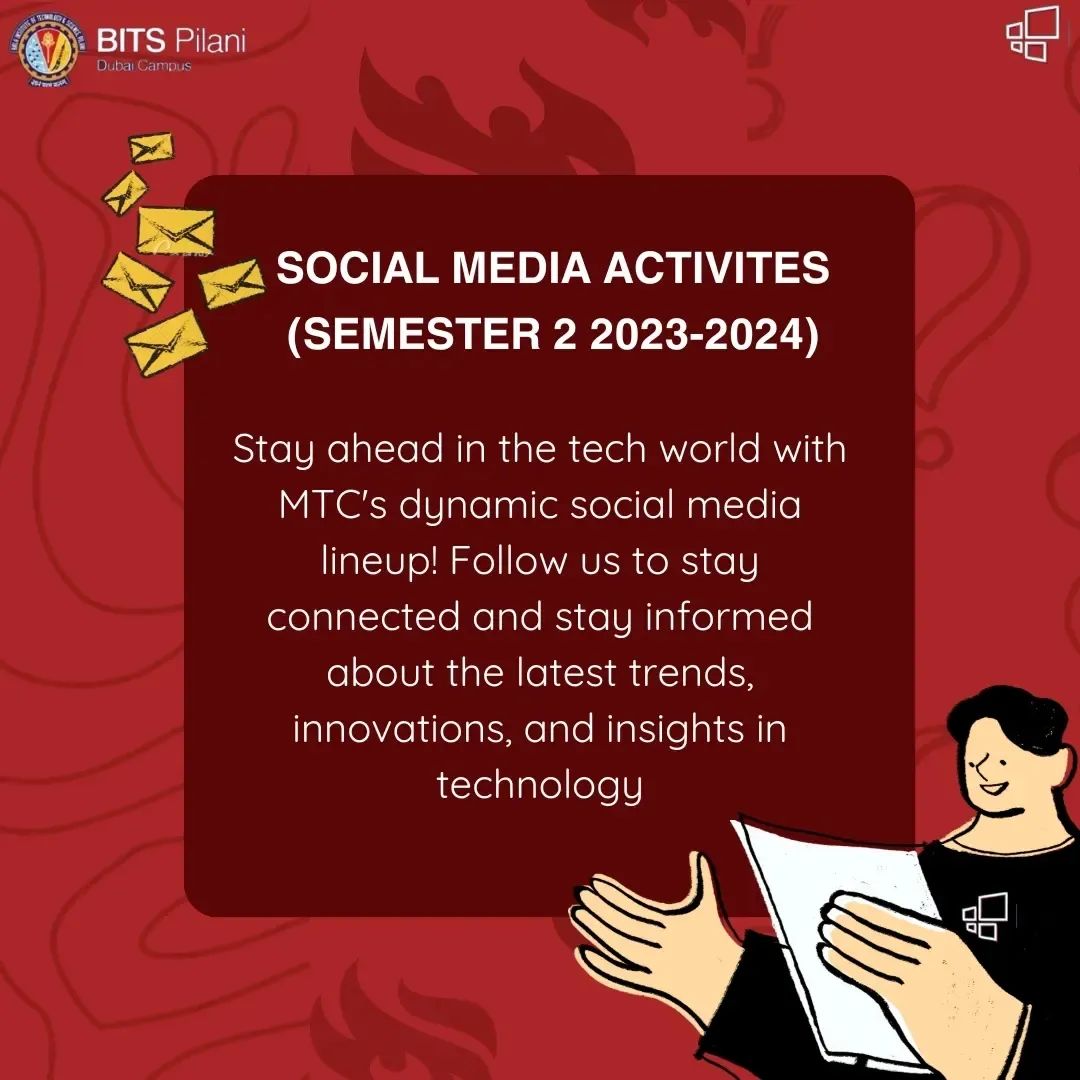 BITS Pilani
Dubai Campus
SOCIAL MEDIA ACTIVITES
(SEMESTER 2 2023-2024)
Stay ahead in the tech world with
MTC's dynamic social media
lineup! Follow us to stay
connected and stay informed
about the latest trends,
innovations, and insights in
technology